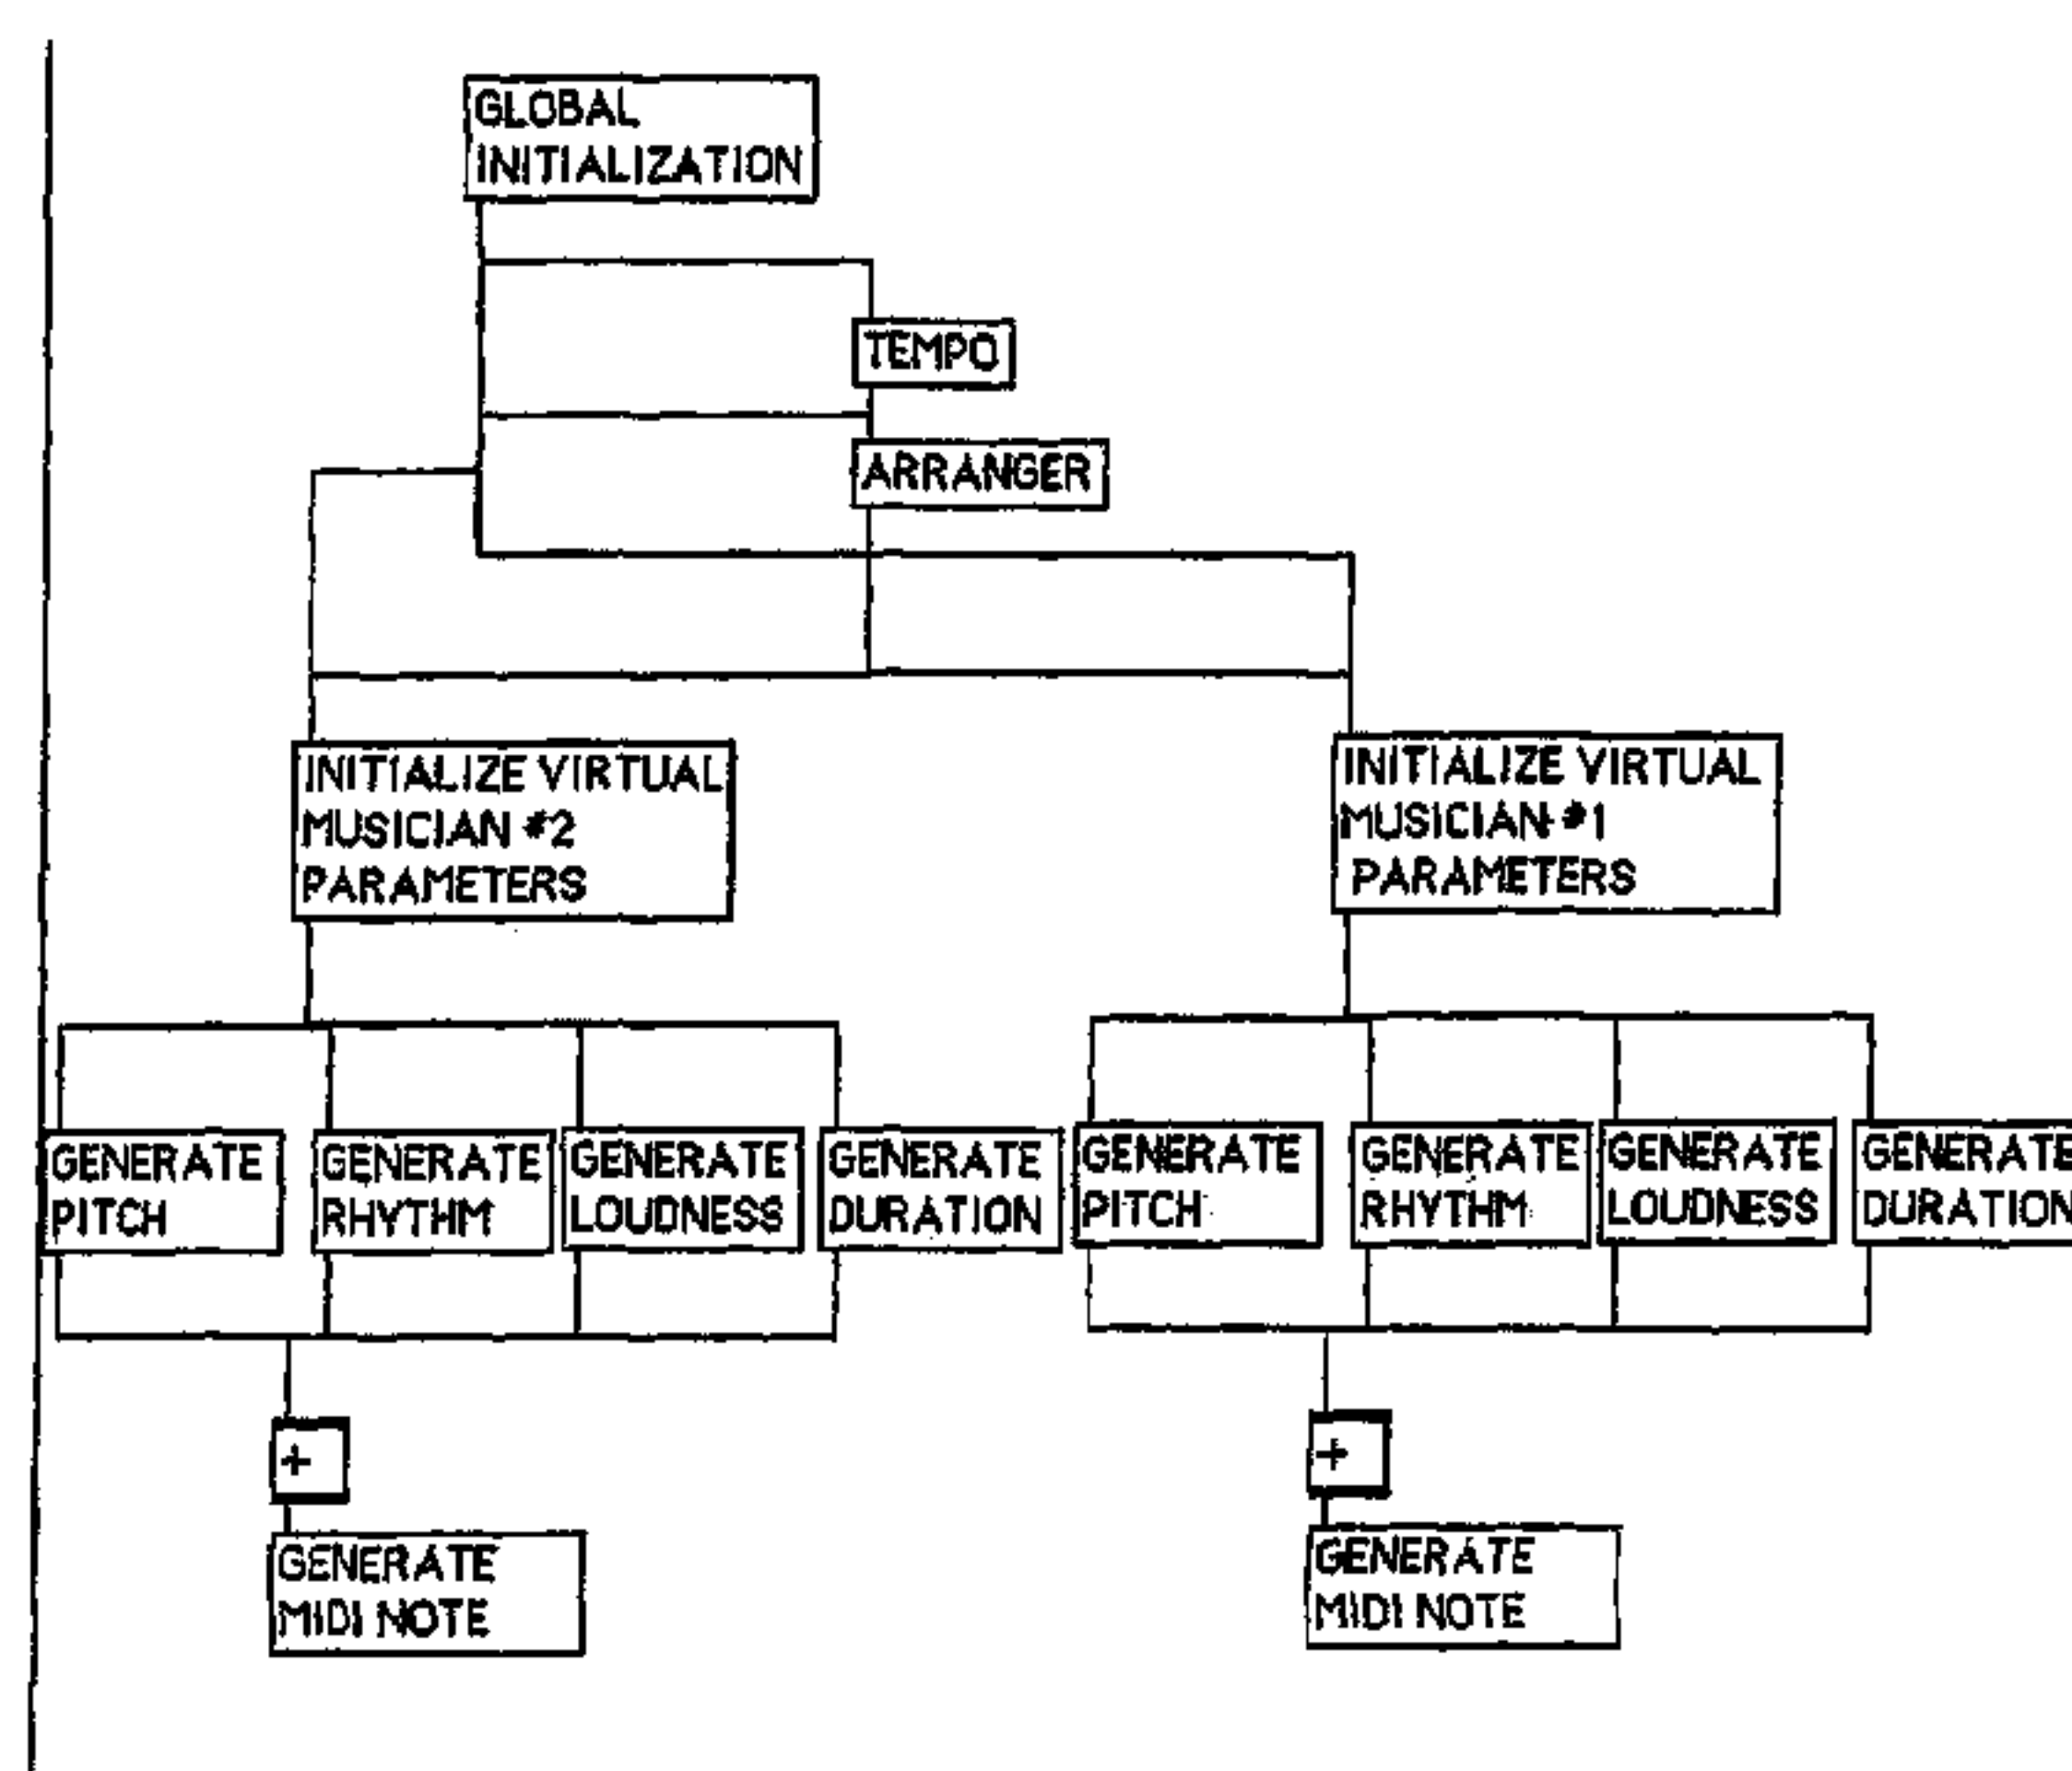 GLOBAL
INITIALIZATION
TEMPO
ARRANGER
INITIALIZE VIRTUAL
MUSICIAN #2
PARAMETERS
INITIALIZE VIRTUAL
MUSICIAN #1
PARAMETERS
GENERATE
PITCH
GENERATE
RHYTHM
GENERATE
LOUDNESS
GENERATE
DURATION
GENERATE
PITCH
GENERATE
RHYTHM
GENERATE
LOUDNESS
GENERATE
DURATION
+
+
GENERATE
MIDI NOTE
GENERATE
MIDI NOTE